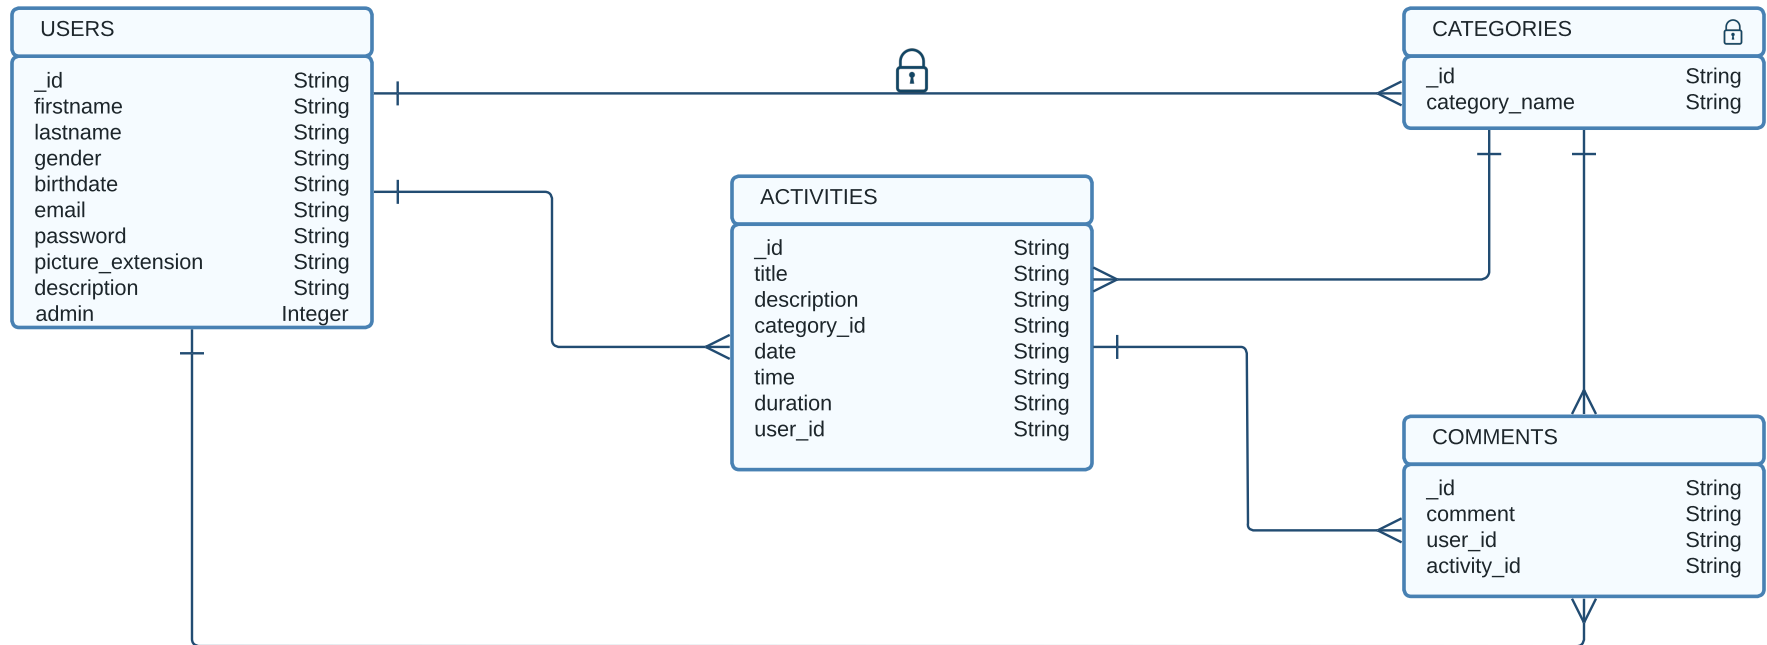 USERS
_id String
firstname String
lastname String
gender String
birthdate String
email String
password String
picture_extension String
description String
admin Integer
CATEGORIES
_id String
category_name String
ACTIVITIES
_id String
title String
description String
category_id String
date String
time String
duration String
user_id String
COMMENTS
_id String
comment String
user_id String
activity_id String